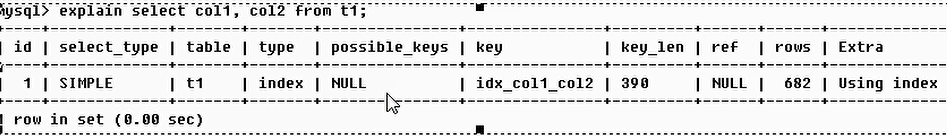 mysql> explain select col1, col2 from t1;
| id | select_type | table | type | possible_keys | key | key_len | ref | rows | Extra
| 1 | SIMPLE | t1 | index | NULL | idx_col1_col2 | 390 | NULL | 682 | Using index
row in set (0.00 sec)